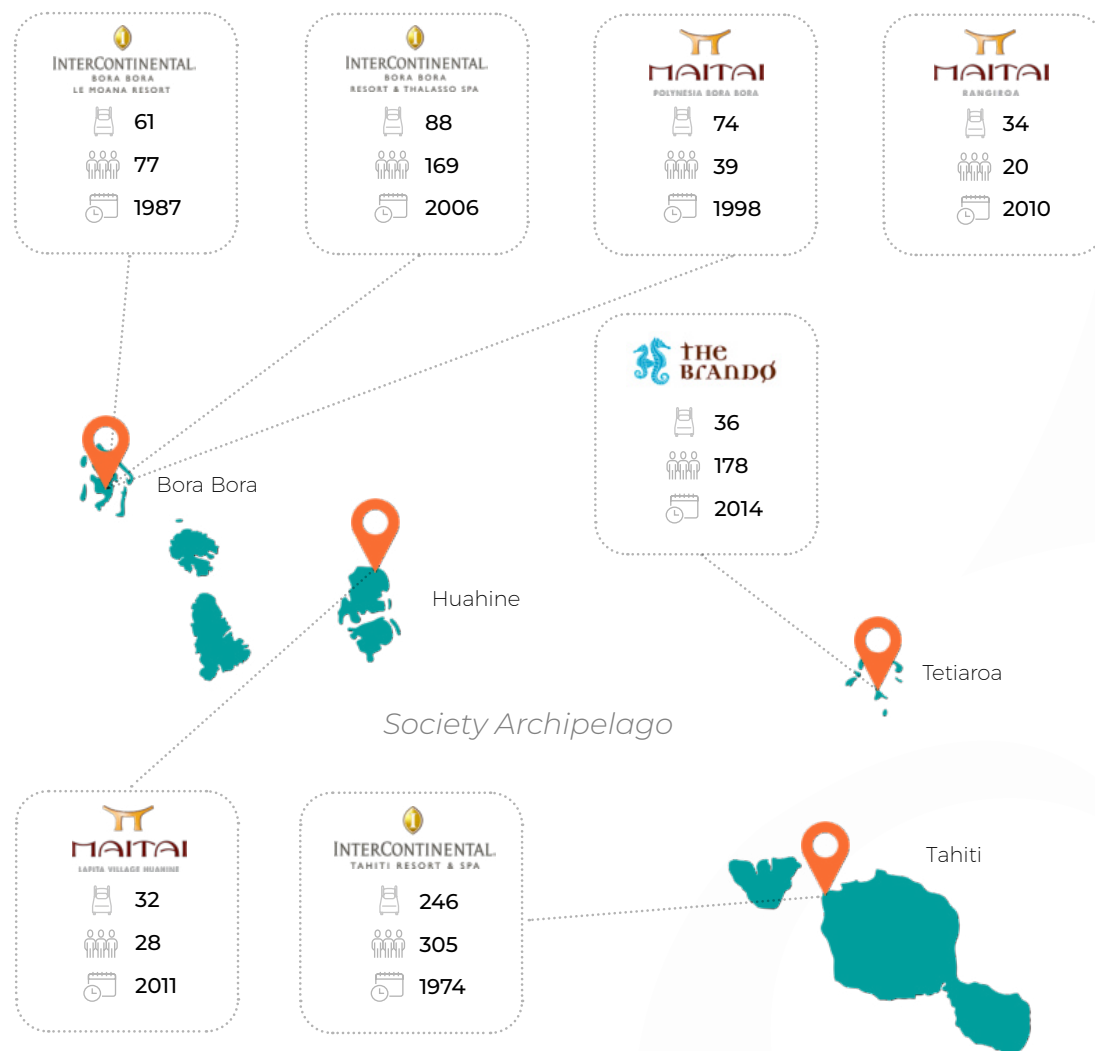 INTERCONTINENTAL.
BORA BORA
LE MOANA RESORT
61
77
1987
INTERCONTINENTAL.
BORA BORA
RESORT & THALASSO SPA
88
169
2006
MAITAI
POLYNESIA BORA BORA
74
39
1998
MAITAI
RANGIROA
34
20
2010
THE
BRANDO
36
178
2014
Bora Bora
Huahine
Tetiaroa
Society Archipelago
MAITAI
LAPITA VILLAGE HUAHINE
32
28
2011
INTERCONTINENTAL.
TAHITI RESORT & SPA
246
305
1974
Tahiti